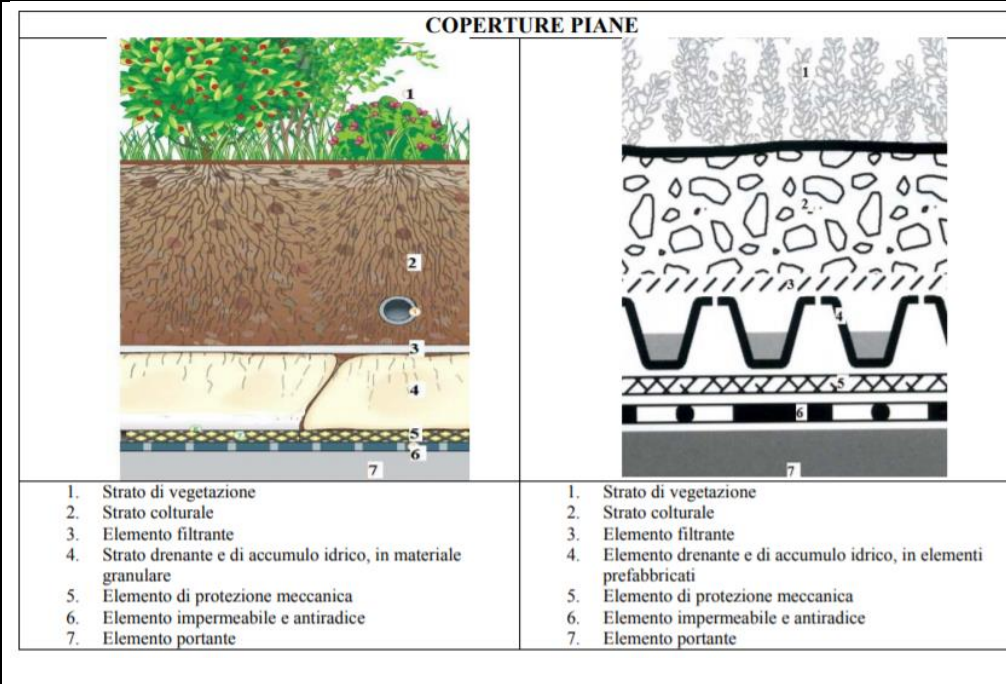 COPERTURE PIANE
1
2
3
4
5
6
7
1
2
3
4
5
6
7
1. Strato di vegetazione
2. Strato colturale
3. Elemento filtrante
4. Strato drenante e di accumulo idrico, in materiale
granulare
5. Elemento di protezione meccanica
6. Elemento impermeabile e antiradice
7. Elemento portante
1. Strato di vegetazione
2. Strato colturale
3. Elemento filtrante
4. Elemento drenante e di accumulo idrico, in elementi
prefabbricati
5. Elemento di protezione meccanica
6. Elemento impermeabile e antiradice
7. Elemento portante